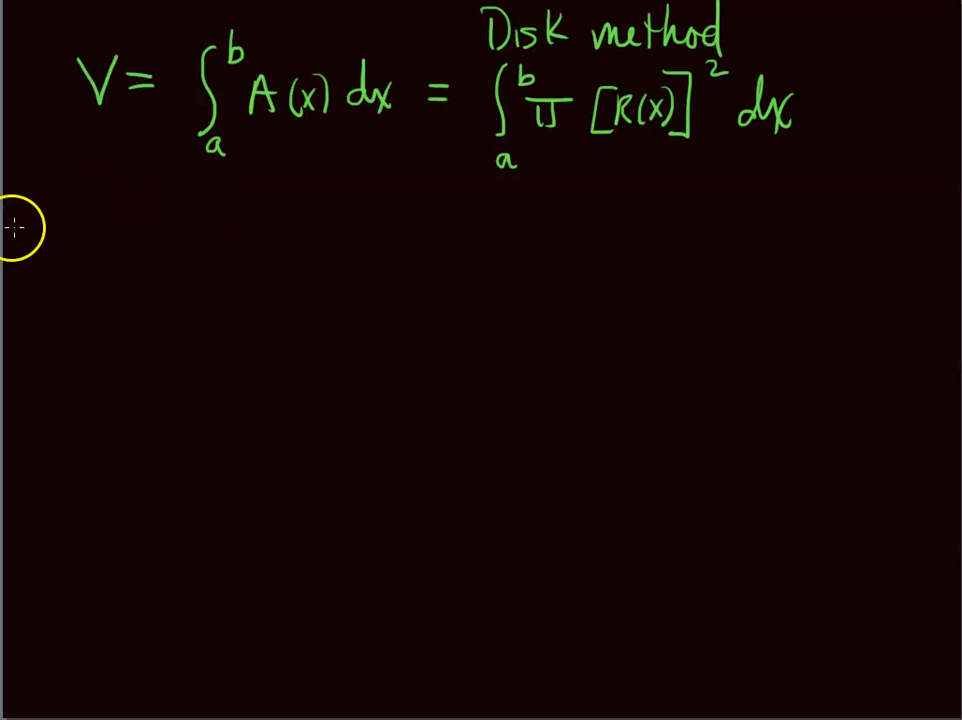 Disk method
V = ∫_a^b A(x) dx = ∫_a^b π [R(x)]^2 dx